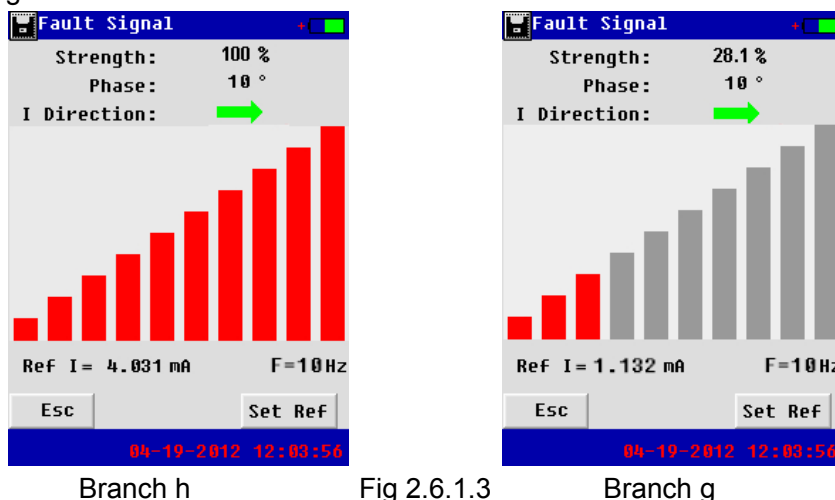 g
Fault Signal
Strength: 100 %
Phase: 10 °
I Direction:
Ref I= 4.031 mA F=10Hz
Esc Set Ref
04-19-2012 12:03:56
Fault Signal
Strength: 28.1 %
Phase: 10 °
I Direction:
Ref I= 1.132 mA F=10Hz
Esc Set Ref
04-19-2012 12:03:56
Branch h Fig 2.6.1.3 Branch g